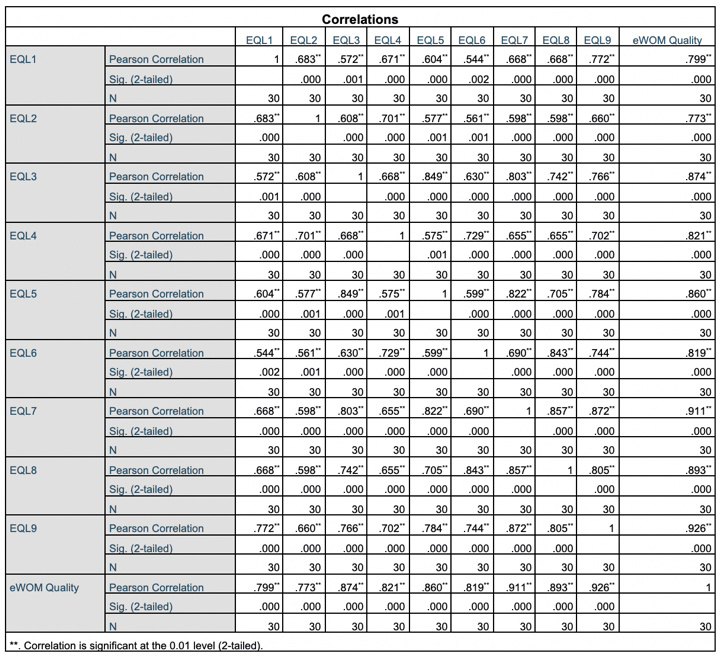 Correlations
EQL1 EQL2 EQL3 EQL4 EQL5 EQL6 EQL7 EQL8 EQL9 eWOM Quality
EQL1 Pearson Correlation 1 .683** .572** .671** .604** .544** .668** .668** .772** .799**
Sig. (2-tailed) .000 .001 .000 .000 .002 .000 .000 .000 .000
N 30 30 30 30 30 30 30 30 30 30
EQL2 Pearson Correlation .683** 1 .608** .701** .577** .561** .598** .598** .660** .773**
Sig. (2-tailed) .000 .000 .000 .001 .001 .000 .000 .000 .000
N 30 30 30 30 30 30 30 30 30 30
EQL3 Pearson Correlation .572** .608** 1 .668** .849** .630** .803** .742** .766** .874**
Sig. (2-tailed) .001 .000 .000 .000 .000 .000 .000 .000 .000
N 30 30 30 30 30 30 30 30 30 30
EQL4 Pearson Correlation .671** .701** .668** 1 .575** .729** .655** .655** .702** .821**
Sig. (2-tailed) .000 .000 .000 .001 .000 .000 .000 .000 .000
N 30 30 30 30 30 30 30 30 30 30
EQL5 Pearson Correlation .604** .577** .849** .575** 1 .599** .822** .705** .784** .860**
Sig. (2-tailed) .000 .001 .000 .001 .000 .000 .000 .000 .000
N 30 30 30 30 30 30 30 30 30 30
EQL6 Pearson Correlation .544** .561** .630** .729** .599** 1 .690** .843** .744** .819**
Sig. (2-tailed) .002 .001 .000 .000 .000 .000 .000 .000 .000
N 30 30 30 30 30 30 30 30 30 30
EQL7 Pearson Correlation .668** .598** .803** .655** .822** .690** 1 .857** .872** .911**
Sig. (2-tailed) .000 .000 .000 .000 .000 .000 .000 .000 .000
N 30 30 30 30 30 30 30 30 30 30
EQL8 Pearson Correlation .668** .598** .742** .655** .705** .843** .857** 1 .805** .893**
Sig. (2-tailed) .000 .000 .000 .000 .000 .000 .000 .000 .000
N 30 30 30 30 30 30 30 30 30 30
EQL9 Pearson Correlation .772** .660** .766** .702** .784** .744** .872** .805** 1 .926**
Sig. (2-tailed) .000 .000 .000 .000 .000 .000 .000 .000 .000
N 30 30 30 30 30 30 30 30 30 30
eWOM Quality Pearson Correlation .799** .773** .874** .821** .860** .819** .911** .893** .926** 1
Sig. (2-tailed) .000 .000 .000 .000 .000 .000 .000 .000 .000
N 30 30 30 30 30 30 30 30 30 30
**. Correlation is significant at the 0.01 level (2-tailed).